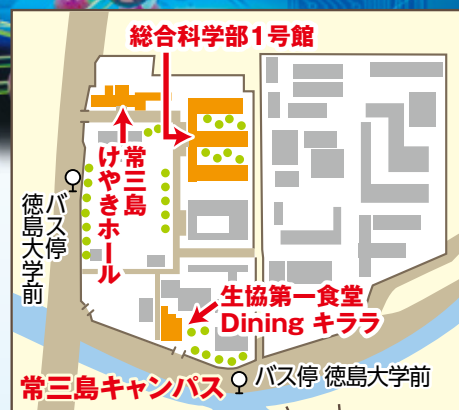 総合科学部1号館
常三島
けやきホール
バス停
徳島大学前
生協第一食堂
Dining キララ
常三島キャンパス
バス停 徳島大学前